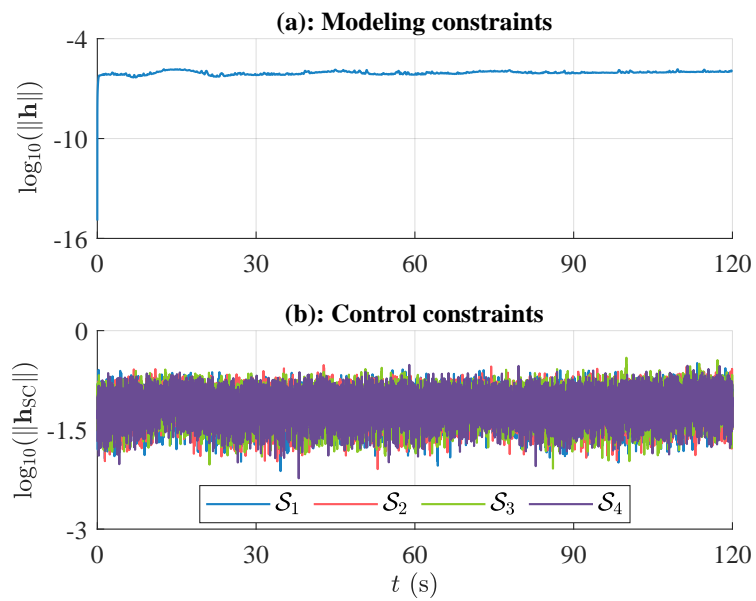 (a): Modeling constraints
-4
-10
-16
log₁₀(||h||)
0 30 60 90 120
(b): Control constraints
0
-1.5
-3
log₁₀(||h_SC||)
S₁ S₂ S₃ S₄
0 30 60 90 120
t (s)